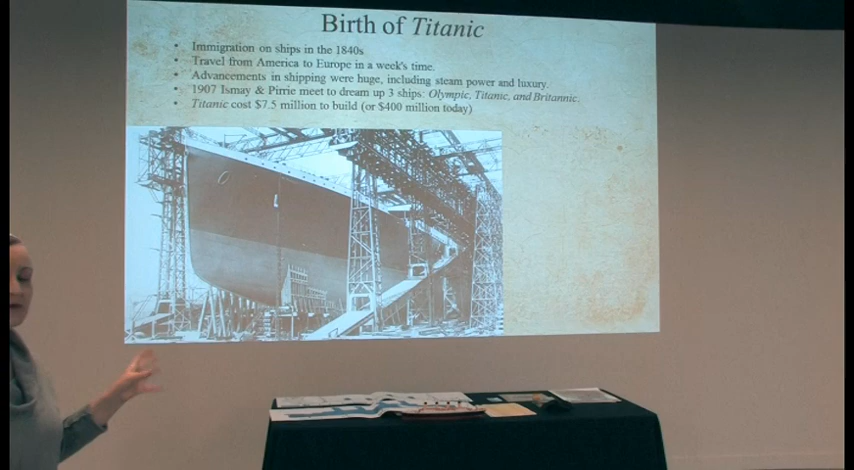 Birth of Titanic
• Immigration on ships in the 1840s
• Travel from America to Europe in a week's time.
• Advancements in shipping were huge, including steam power and luxury.
• 1907 Ismay & Pirrie meet to dream up 3 ships: Olympic, Titanic, and Britannic.
• Titanic cost $7.5 million to build (or $400 million today)